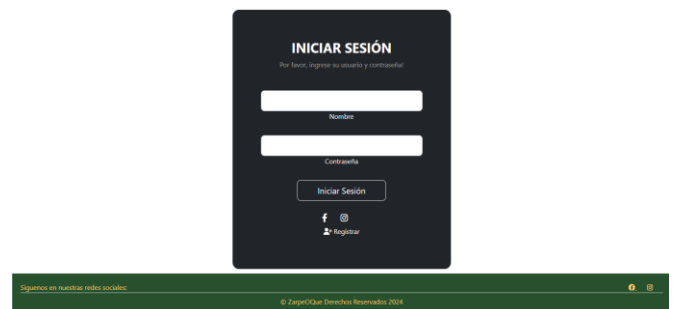 INICIAR SESIÓN
Por favor, ingrese su usuario y contraseña!
Nombre
Contraseña
Iniciar Sesión
Registrar
Siguenos en nuestras redes sociales:
© ZarpeOQue Derechos Reservados 2024